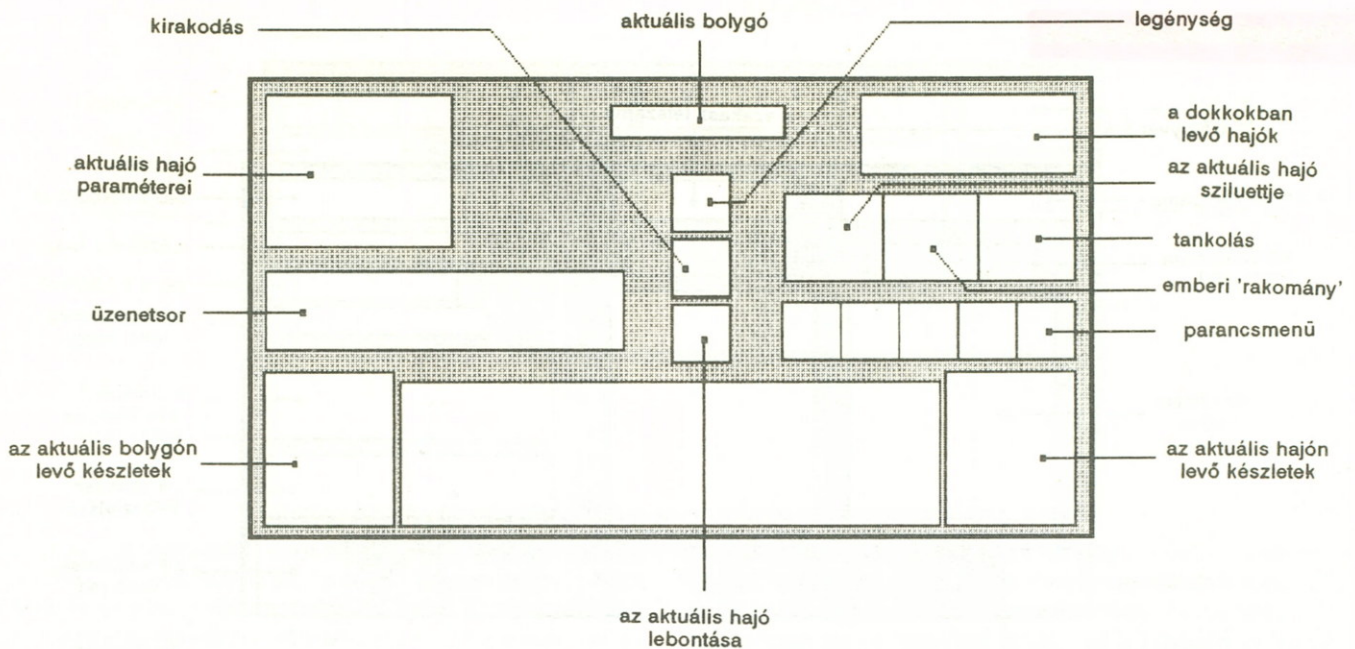 kirakodás
aktuális bolygó
legénység
a dokkokban
levő hajók
aktuális hajó
paraméterei
az aktuális hajó
sziluettje
tankolás
emberi 'rakomány'
üzenetsor
parancsmenü
az aktuális bolygón
levő készletek
az aktuális hajón
levő készletek
az aktuális hajó
lebontása